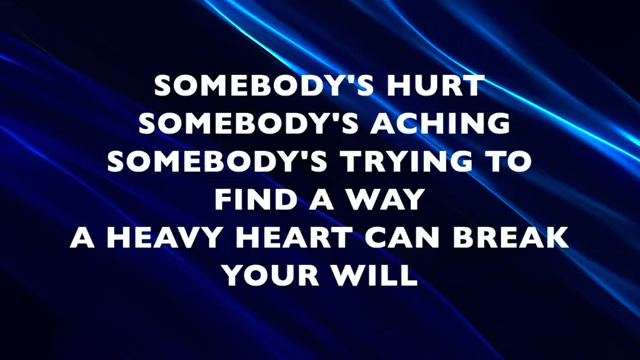 SOMEBODY'S HURT
SOMEBODY'S ACHING
SOMEBODY'S TRYING TO
FIND A WAY
A HEAVY HEART CAN BREAK
YOUR WILL